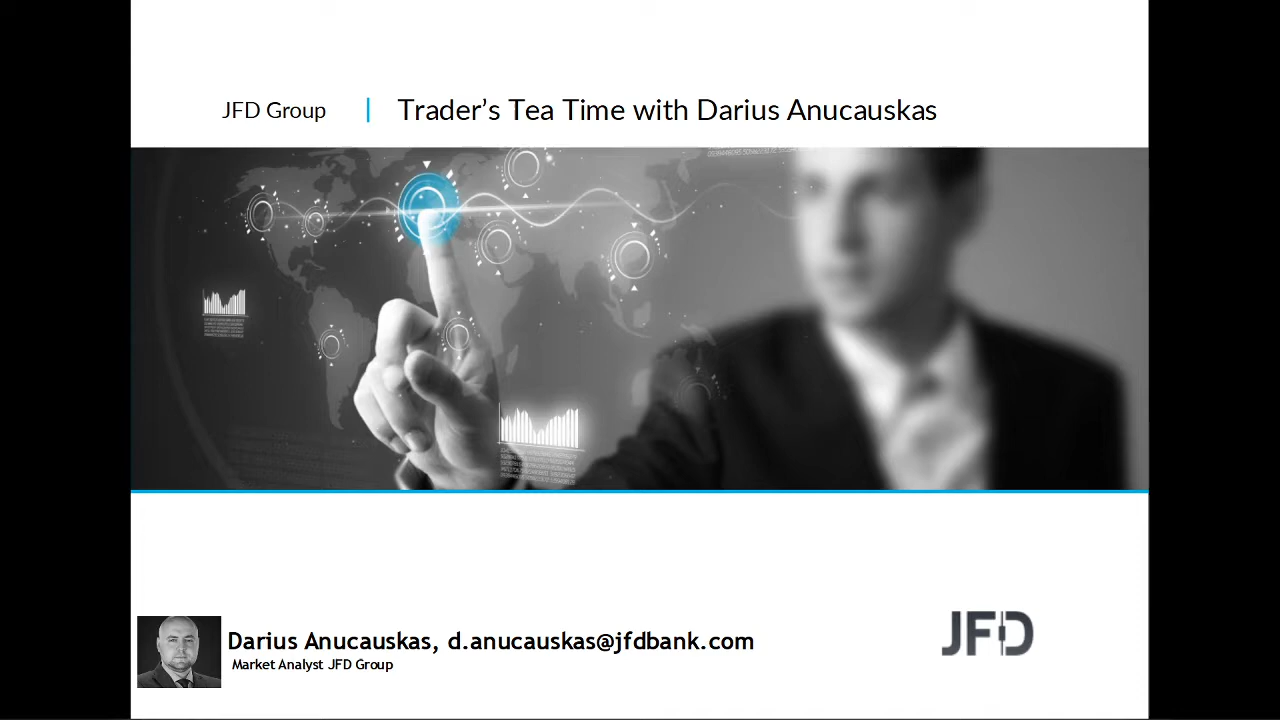 JFD Group
Trader's Tea Time with Darius Anucauskas
Darius Anucauskas, d.anucauskas@jfdbank.com
Market Analyst JFD Group
JFD